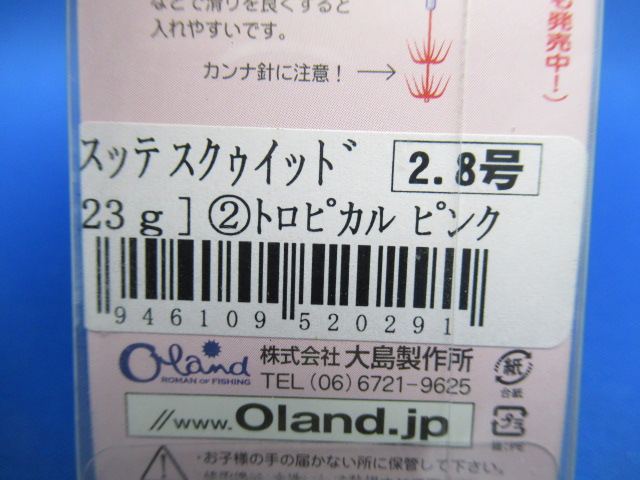 などで滑りを良くすると
入れやすいです。
カンナ針に注意！
発売中！)
スッテ スクゥイッド゛
2.8号
23ｇ] ②トロピカル ピンク
946109 520291
Oland
ROMAN OF FISHING
株式会社 大島製作所
TEL (06) 6721-9625
紙
台紙
プラ
//www.Oland.jp
・お子様の手の届かない所に保管して下さい。